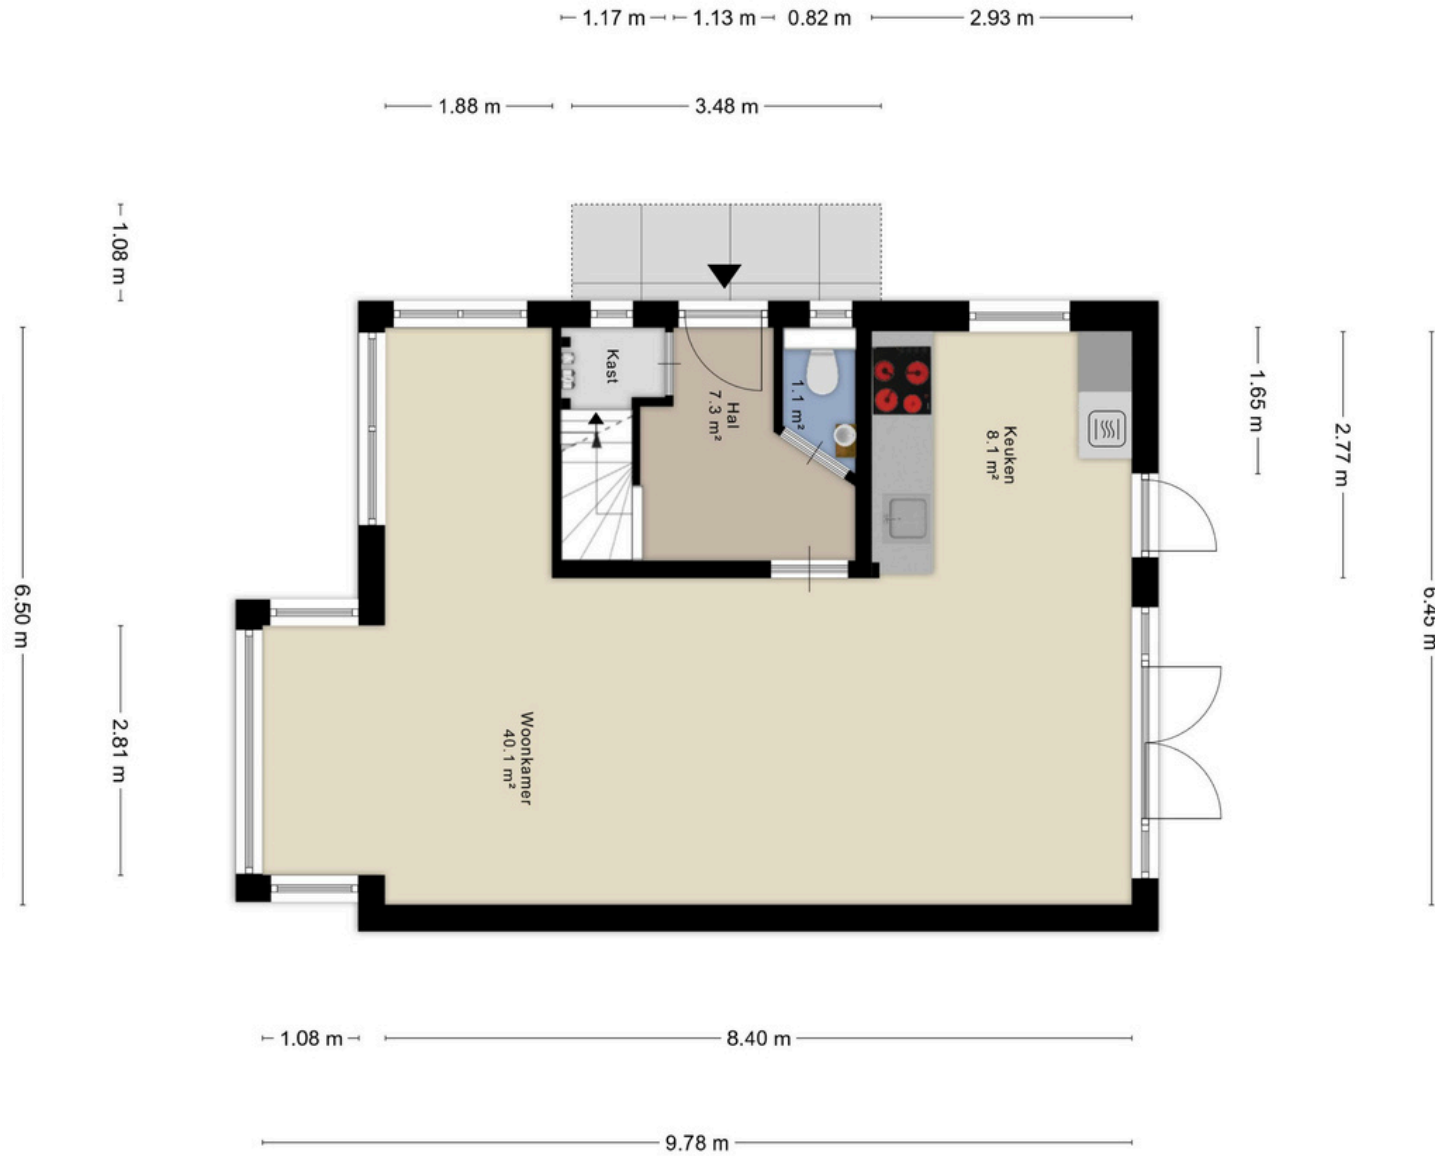 1.17 m
1.13 m
0.82 m
2.93 m
1.88 m
3.48 m
1.08 m
Kast
Hal
7.3 m²
1.1 m²
Keuken
8.1 m²
1.65 m
2.77 m
6.50 m
6.45 m
2.81 m
Woonkamer
40.1 m²
1.08 m
8.40 m
9.78 m